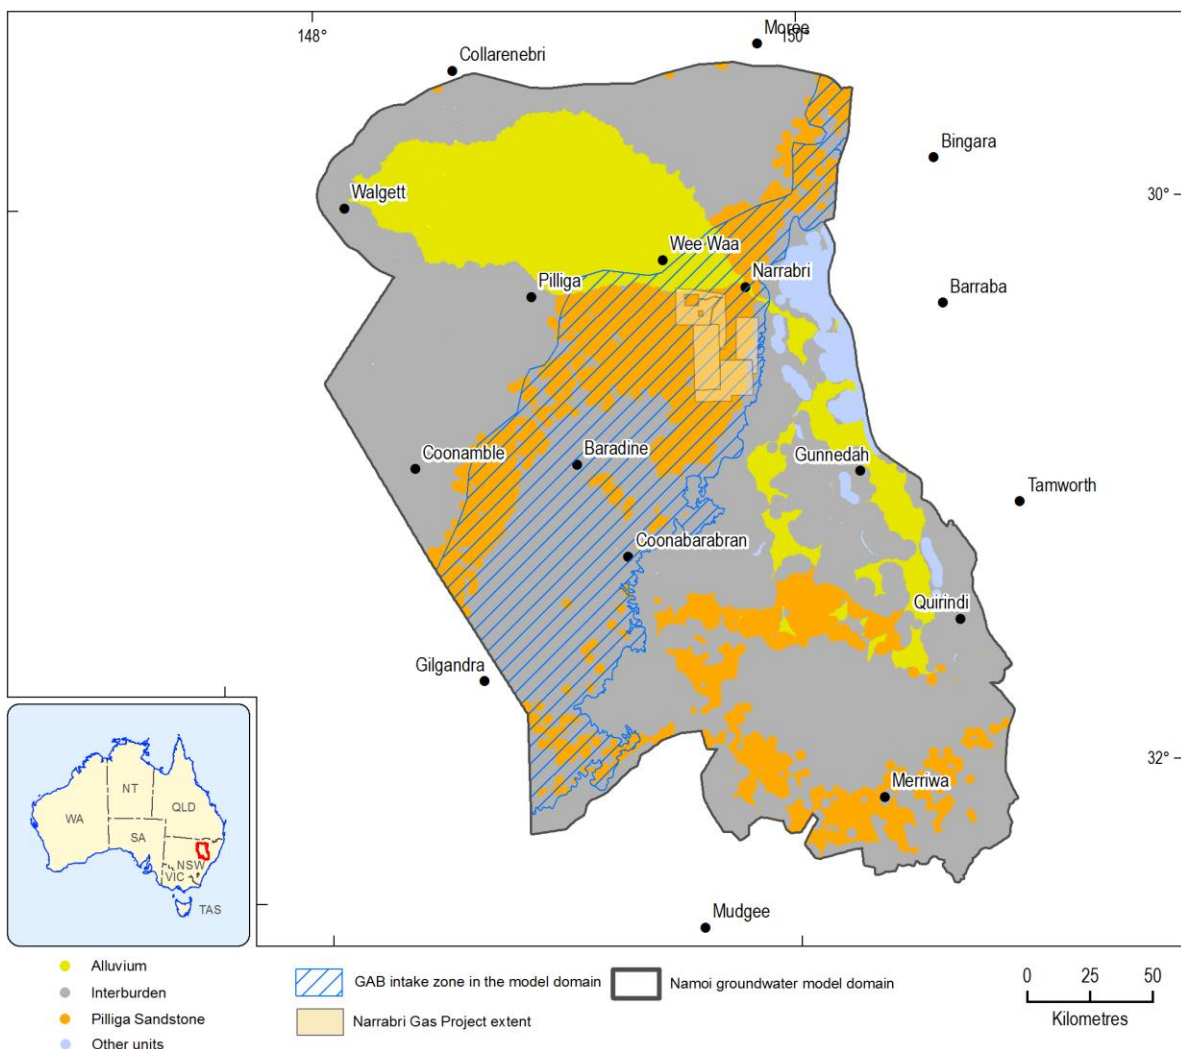 148°
150°
Moree
Collarenebri
Bingara
30°
Walgett
Wee Waa
Narrabri
Pilliga
Barraba
Coonamble
Baradine
Gunnedah
Tamworth
Coonabarabran
Quirindi
Gilgandra
32°
Merriwa
Mudgee
NT
QLD
WA
SA
NSW
VIC
TAS
Alluvium
Interburden
Pilliga Sandstone
Other units
GAB intake zone in the model domain
Narrabri Gas Project extent
Namoi groundwater model domain
0 25 50
Kilometres